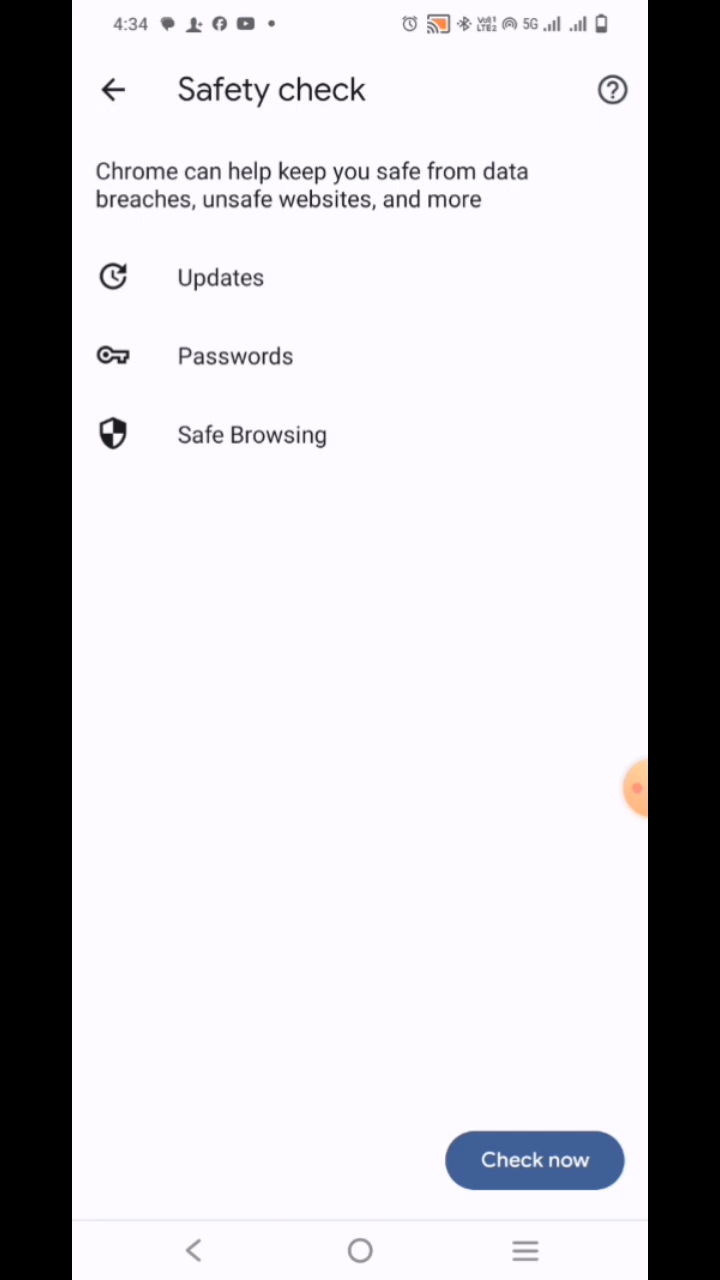 4:34 5G
Safety check
Chrome can help keep you safe from data
breaches, unsafe websites, and more
Updates
Passwords
Safe Browsing
Check now